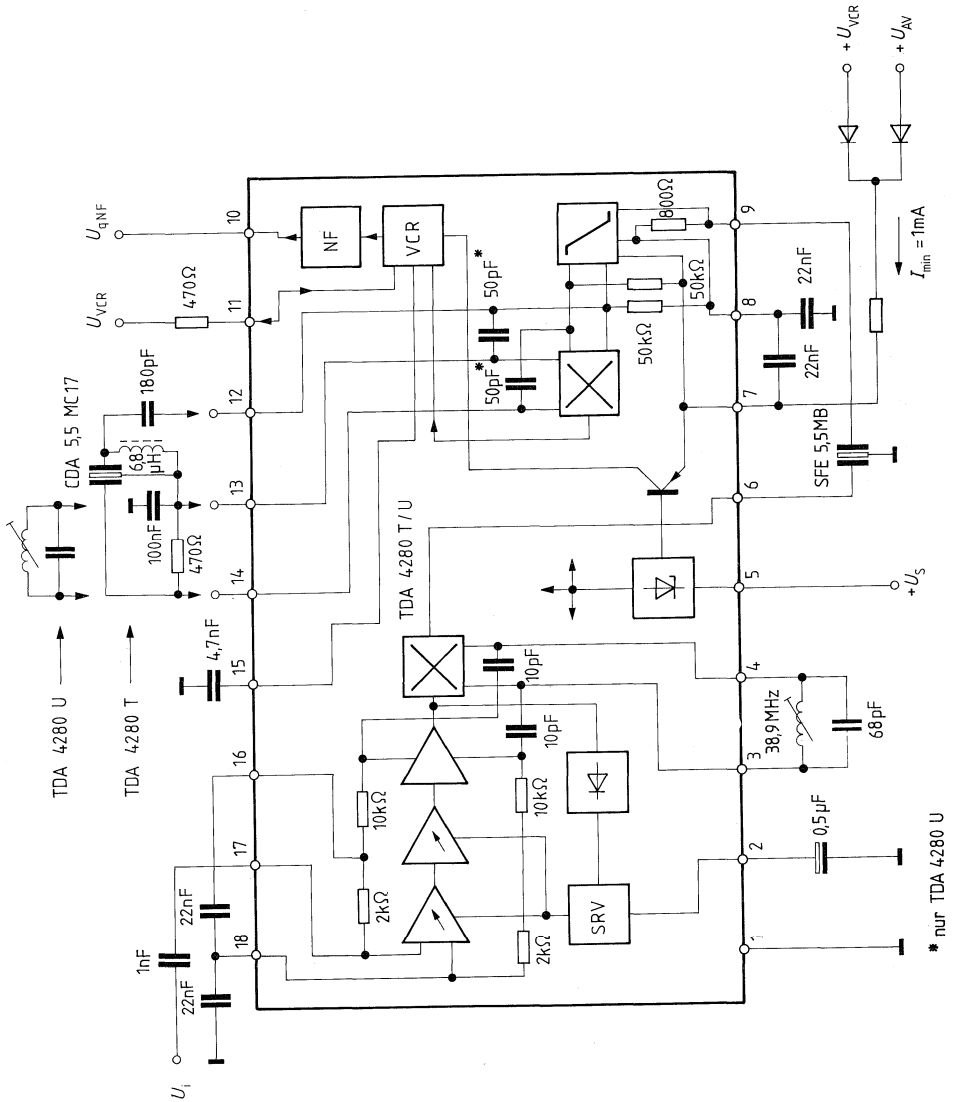 TDA 4280 U
TDA 4280 T
CDA 5,5 MC17
180pF
6,8
µH
100nF
470Ω
470Ω
U_VCR
U_qNF
4,7nF
U_i
1nF
22nF
22nF
18
17
16
15
14
13
12
11
10
TDA 4280 T/U
NF
VCR
50pF*
50pF*
50kΩ
50kΩ
800Ω
2kΩ
10kΩ
2kΩ
10kΩ
10pF
10pF
SRV
2
3
4
5
6
7
8
9
0,5µF
38,9MHz
68pF
+U_S
SFE 5,5MB
22nF
22nF
I_min = 1mA
+U_VCR
+U_AV
* nur TDA 4280 U